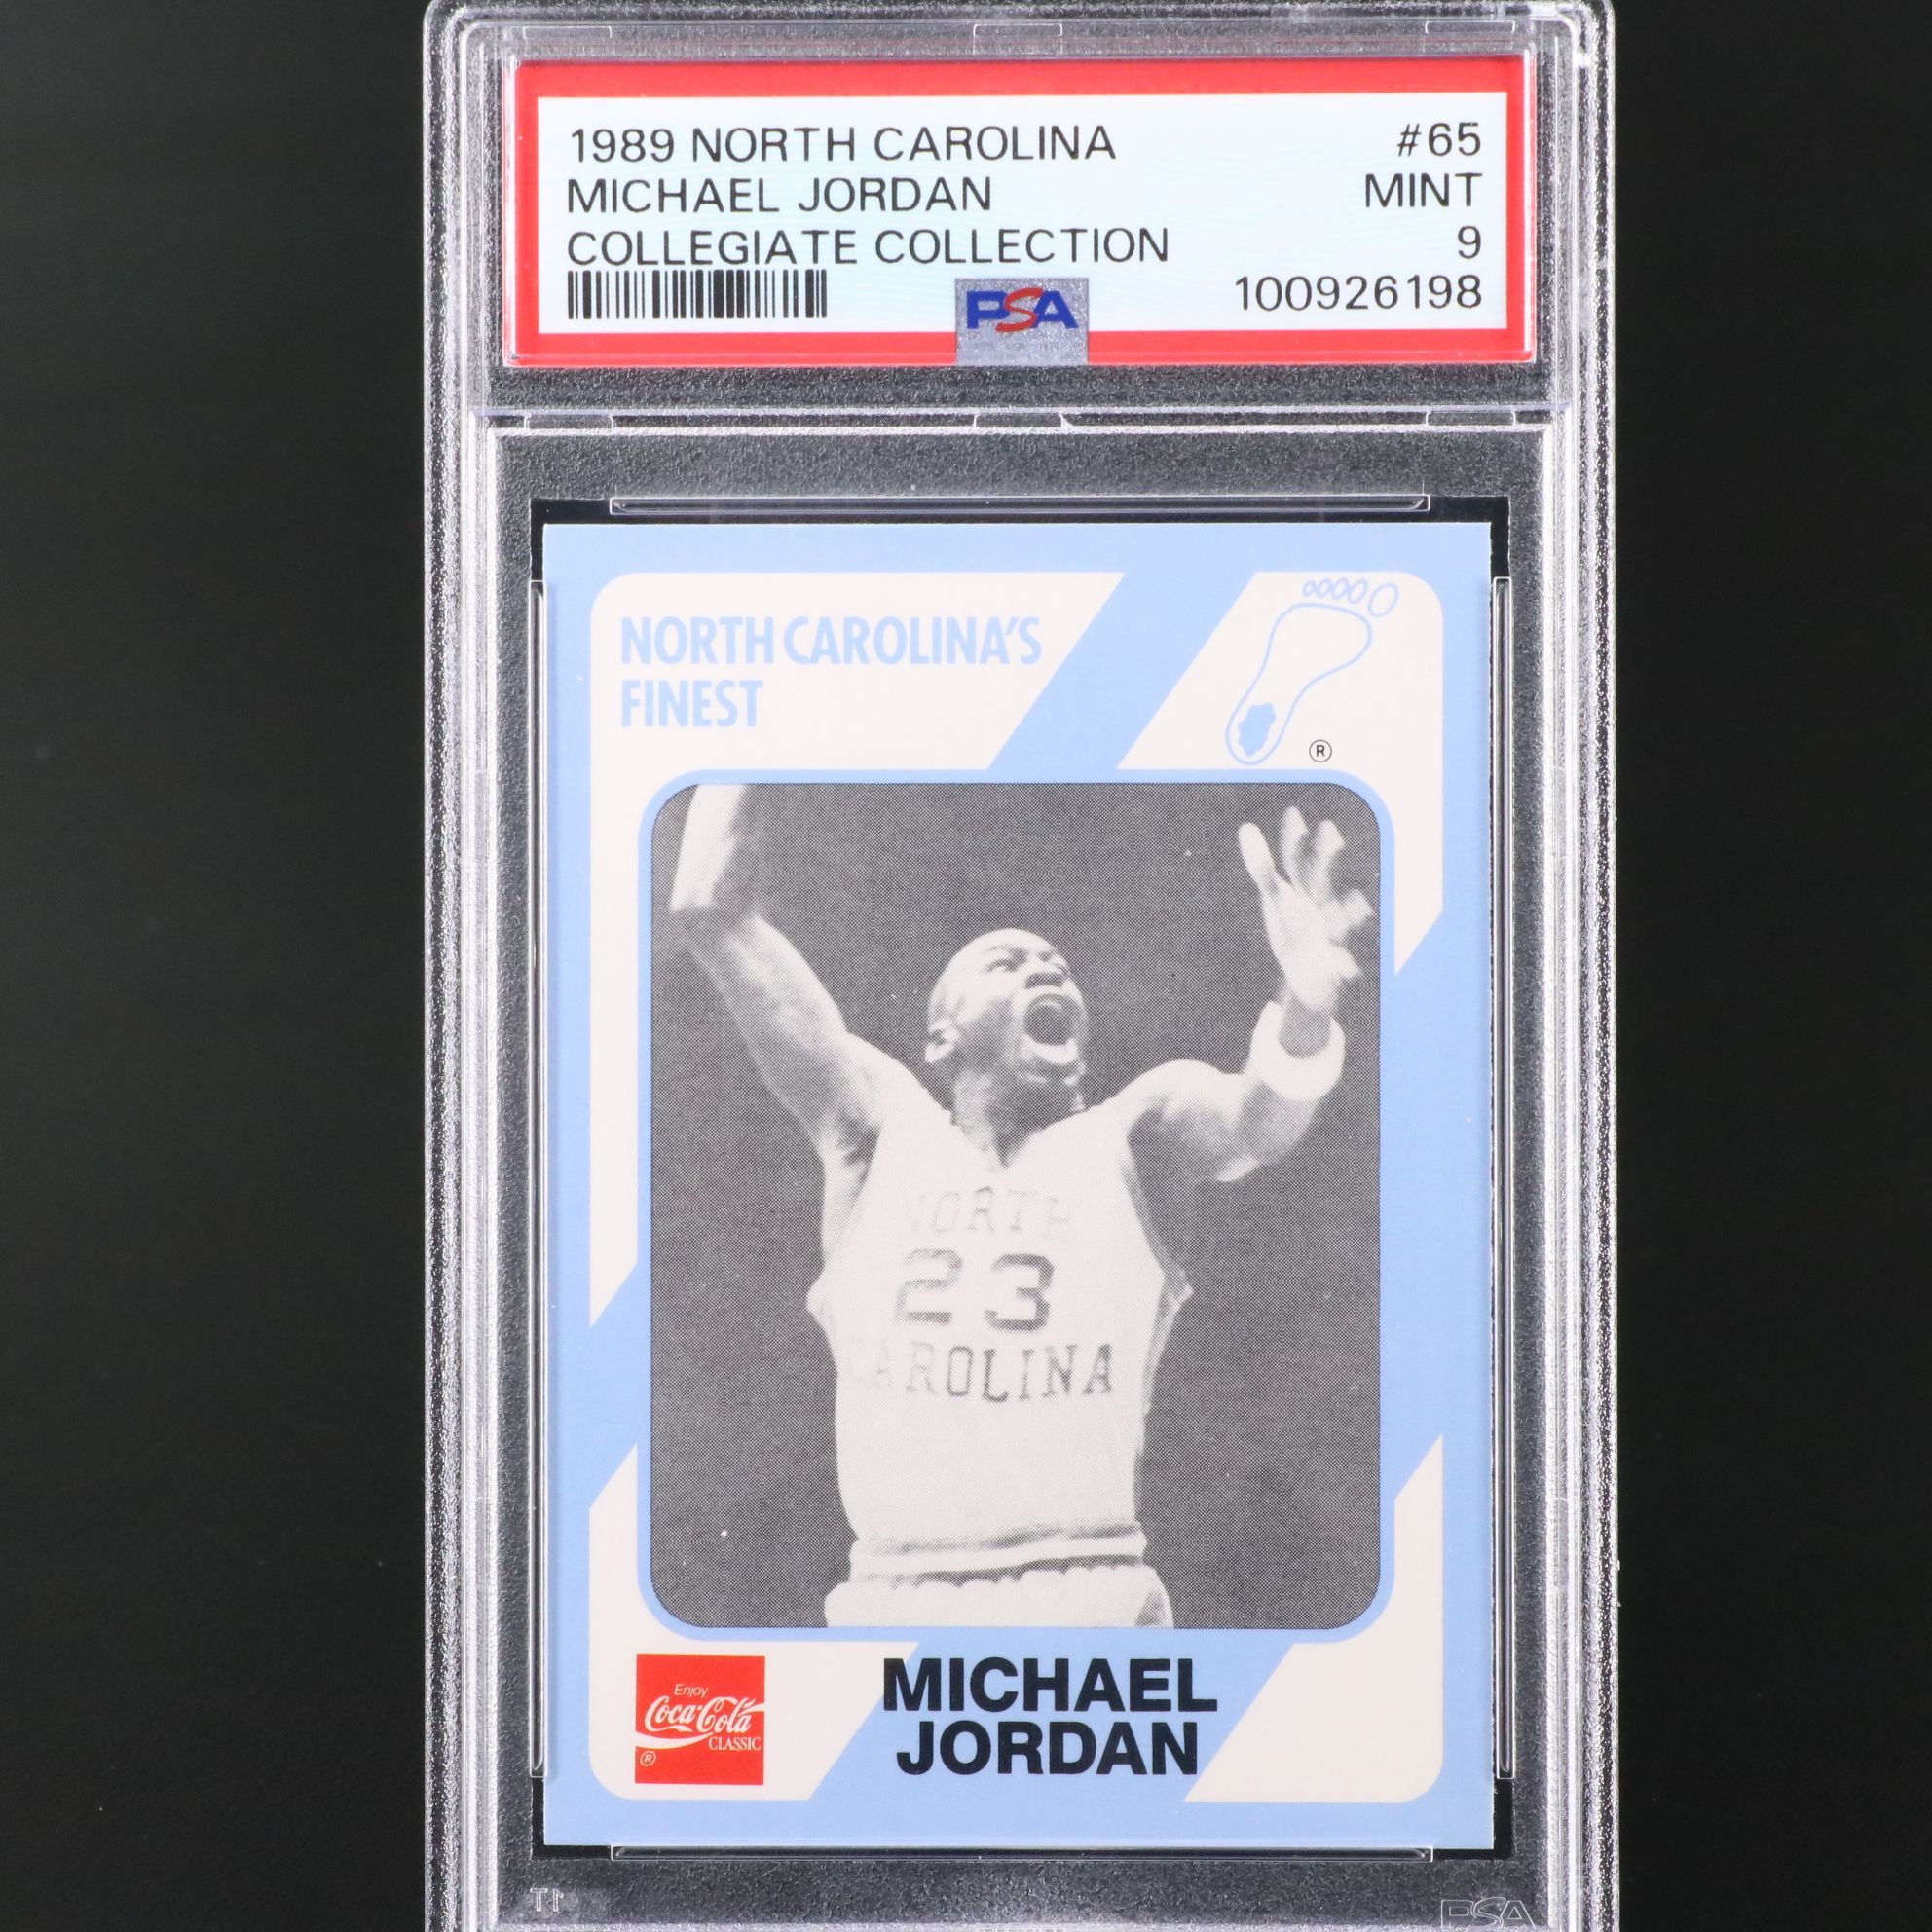 1989 NORTH CAROLINA #65
MICHAEL JORDAN MINT
COLLEGIATE COLLECTION 9
PSA 100926198
NORTH CAROLINA'S
FINEST
®
NORTH
23
CAROLINA
Enjoy
Coca-Cola
CLASSIC
®
MICHAEL
JORDAN
PSA